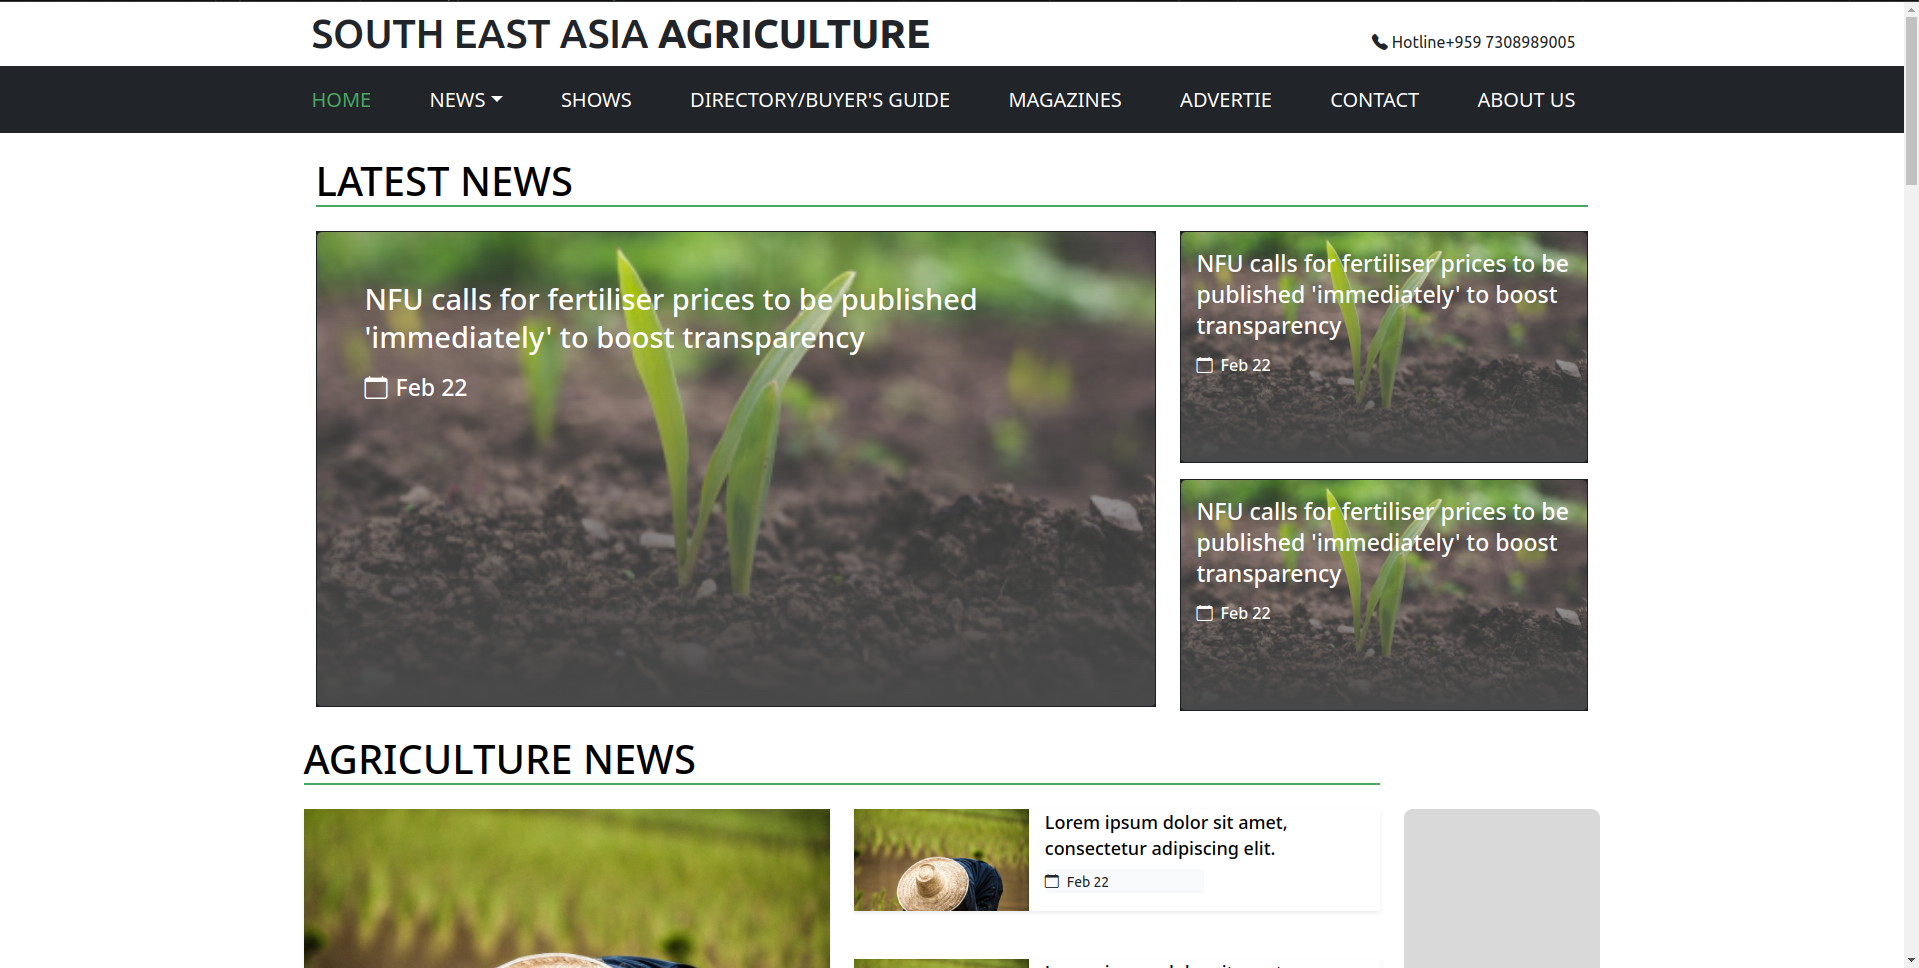 SOUTH EAST ASIA AGRICULTURE
Hotline+959 7308989005
HOME NEWS SHOWS DIRECTORY/BUYER'S GUIDE MAGAZINES ADVERTIE CONTACT ABOUT US
LATEST NEWS
NFU calls for fertiliser prices to be published
'immediately' to boost transparency
Feb 22
NFU calls for fertiliser prices to be
published 'immediately' to boost
transparency
Feb 22
NFU calls for fertiliser prices to be
published 'immediately' to boost
transparency
Feb 22
AGRICULTURE NEWS
Lorem ipsum dolor sit amet,
consectetur adipiscing elit.
Feb 22